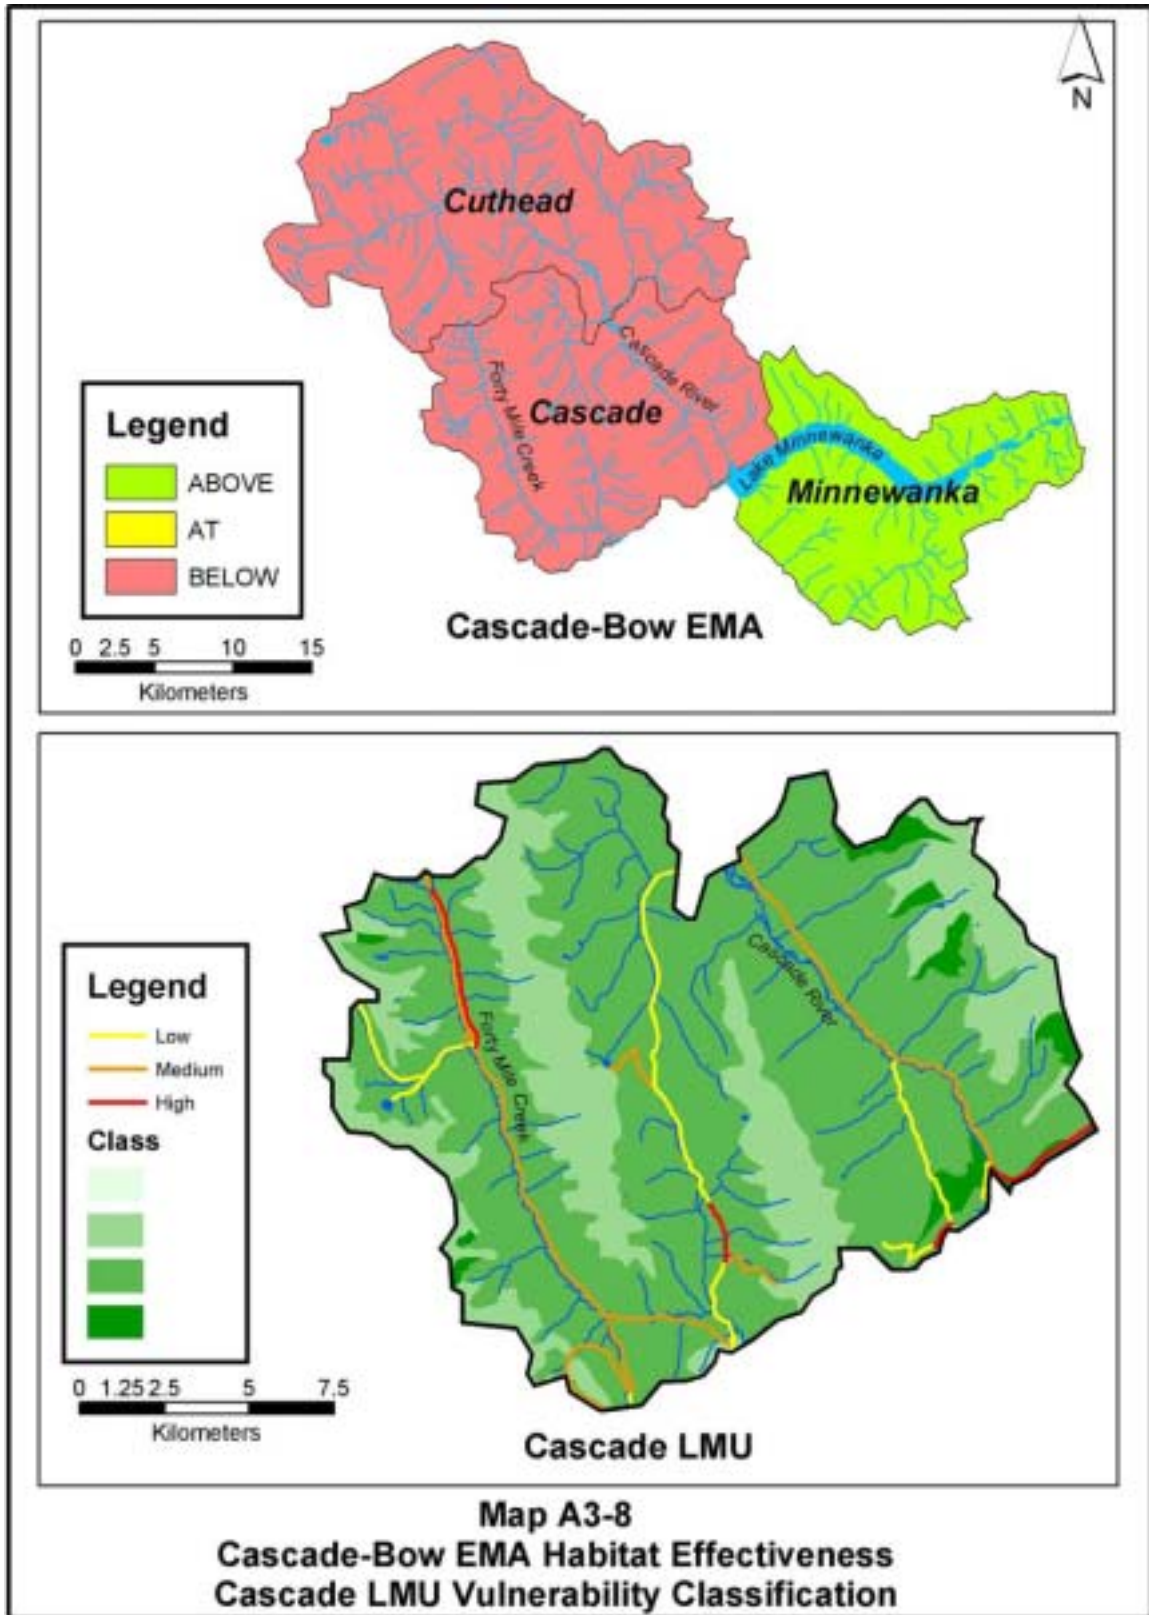 N
Cuthead
Cascade River
Forty Mile Creek
Cascade
Lake Minnewanka
Minnewanka
Legend
ABOVE
AT
BELOW
Cascade-Bow EMA
0 2.5 5 10 15
Kilometers
Cascade River
Forty Mile Creek
Legend
Low
Medium
High
Class
0 1.25 2.5 5 7.5
Kilometers
Cascade LMU
Map A3-8
Cascade-Bow EMA Habitat Effectiveness
Cascade LMU Vulnerability Classification